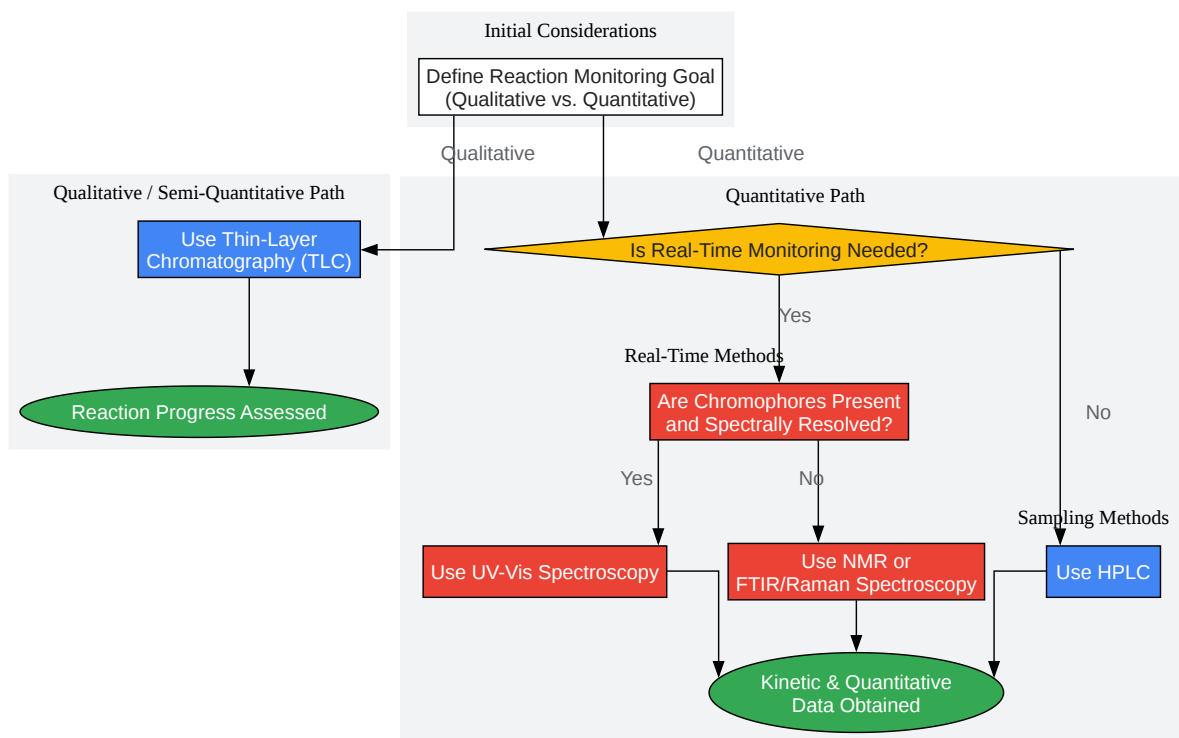 Initial Considerations
Define Reaction Monitoring Goal
(Qualitative vs. Quantitative)
Qualitative
Quantitative
Qualitative / Semi-Quantitative Path
Use Thin-Layer
Chromatography (TLC)
Reaction Progress Assessed
Quantitative Path
Is Real-Time Monitoring Needed?
Yes
Real-Time Methods
Are Chromophores Present
and Spectrally Resolved?
No
Yes
No
Sampling Methods
Use UV-Vis Spectroscopy
Use NMR or
FTIR/Raman Spectroscopy
Use HPLC
Kinetic & Quantitative
Data Obtained